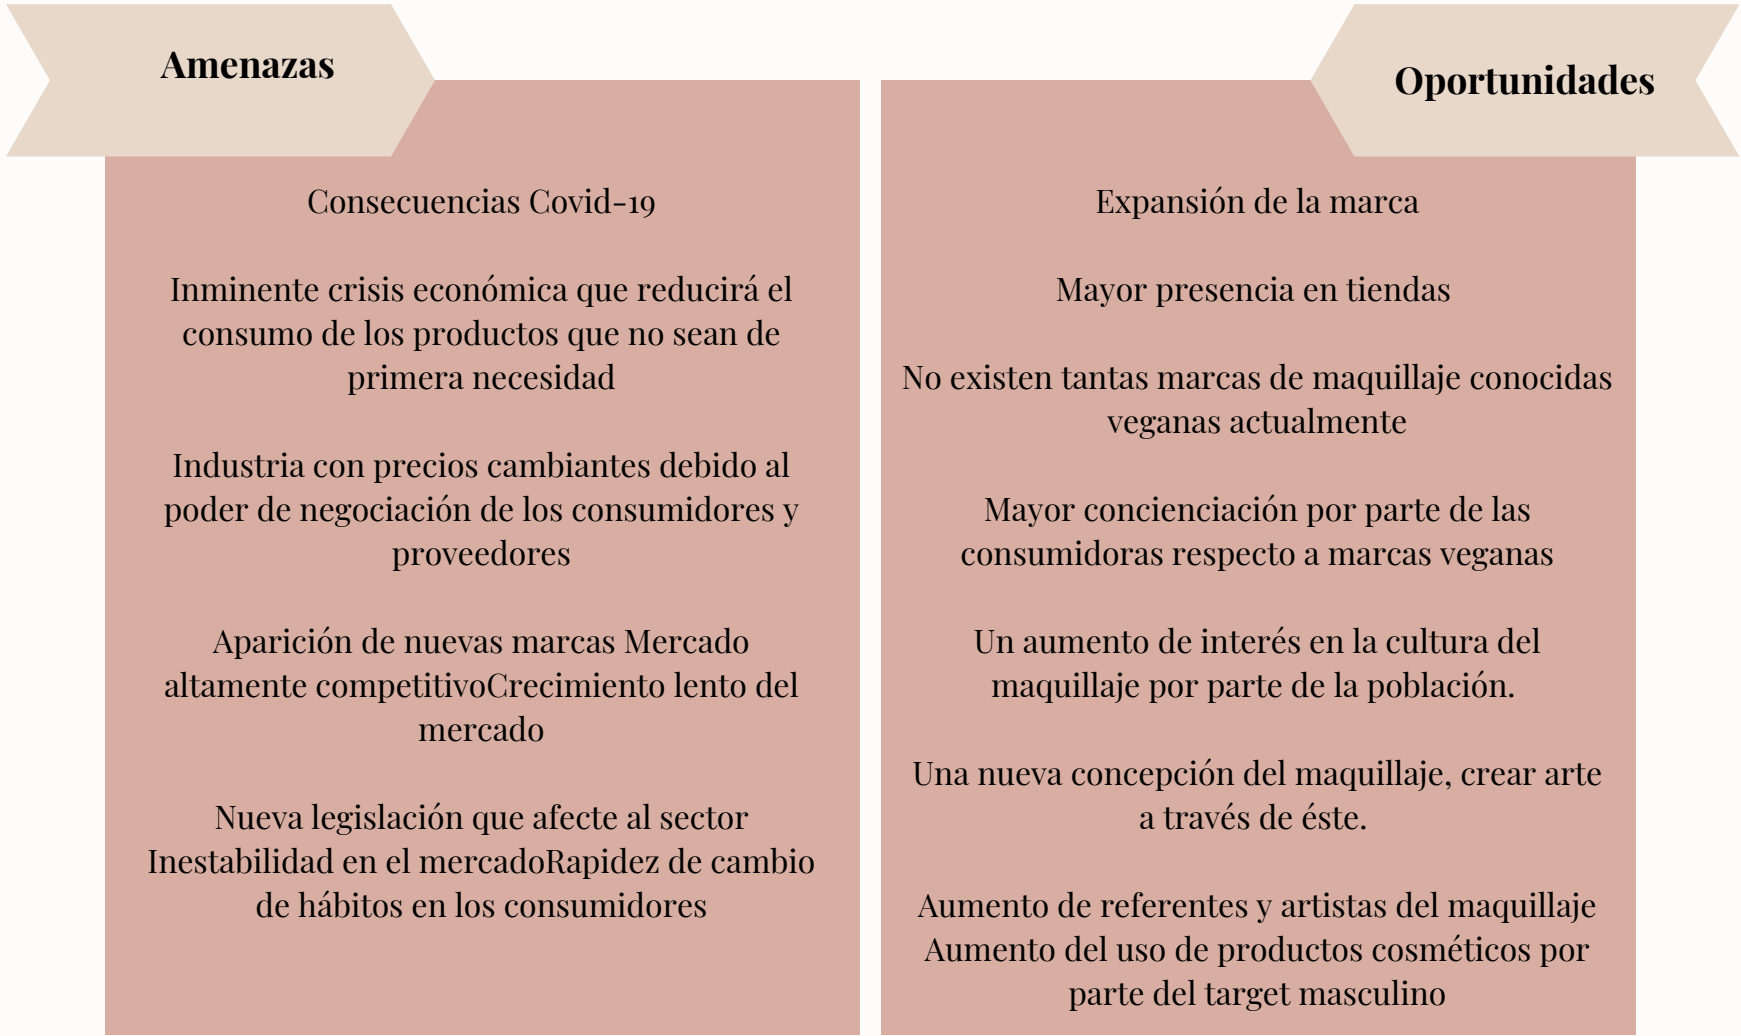 Amenazas
Consecuencias Covid-19
Inminente crisis económica que reducirá el
consumo de los productos que no sean de
primera necesidad
Industria con precios cambiantes debido al
poder de negociación de los consumidores y
proveedores
Aparición de nuevas marcas Mercado
altamente competitivoCrecimiento lento del
mercado
Nueva legislación que afecte al sector
Inestabilidad en el mercadoRapidez de cambio
de hábitos en los consumidores
Oportunidades
Expansión de la marca
Mayor presencia en tiendas
No existen tantas marcas de maquillaje conocidas
veganas actualmente
Mayor concienciación por parte de las
consumidoras respecto a marcas veganas
Un aumento de interés en la cultura del
maquillaje por parte de la población.
Una nueva concepción del maquillaje, crear arte
a través de éste.
Aumento de referentes y artistas del maquillaje
Aumento del uso de productos cosméticos por
parte del target masculino